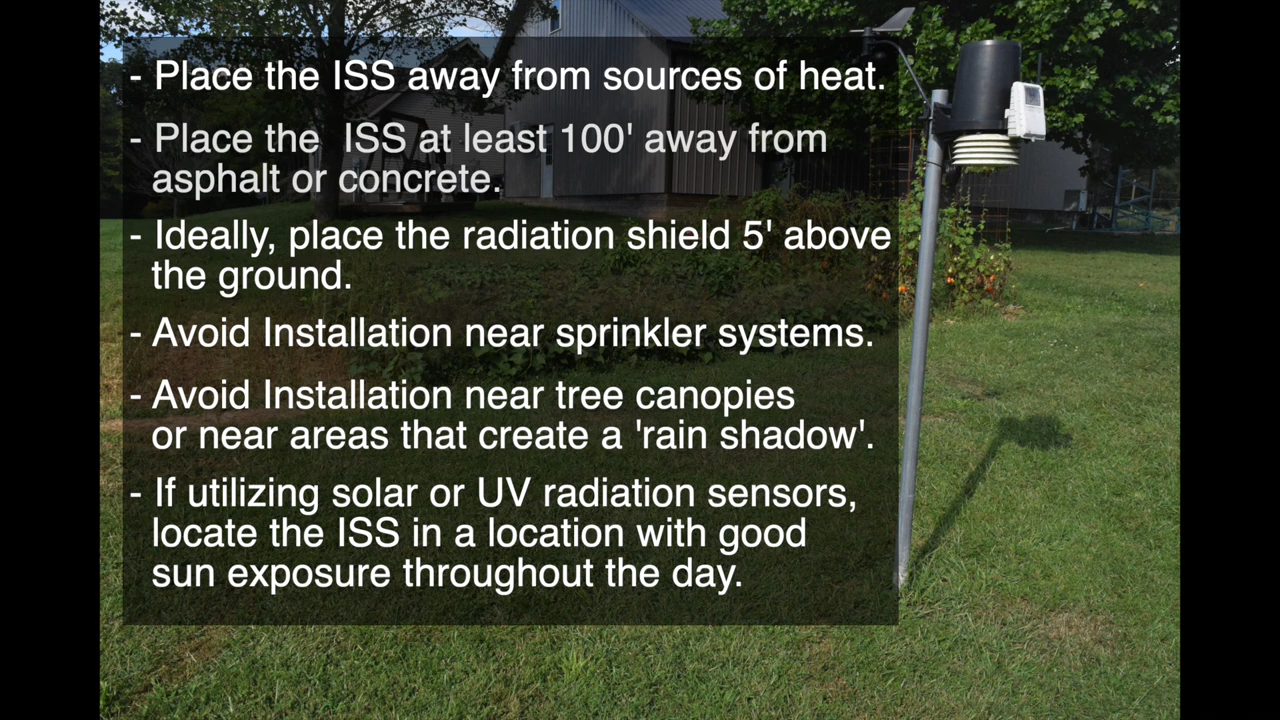 - Place the ISS away from sources of heat.
- Place the  ISS at least 100' away from
asphalt or concrete.
- Ideally, place the radiation shield 5' above
the ground.
- Avoid Installation near sprinkler systems.
- Avoid Installation near tree canopies
or near areas that create a 'rain shadow'.
- If utilizing solar or UV radiation sensors,
locate the ISS in a location with good
sun exposure throughout the day.